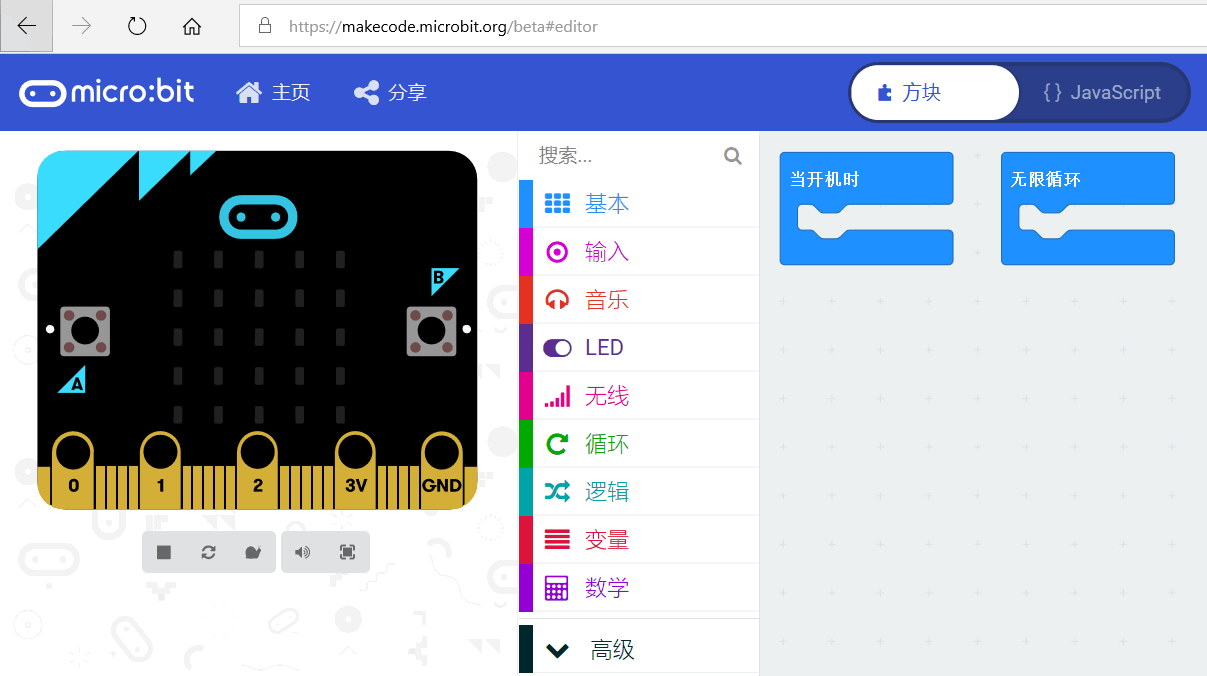 https://makecode.microbit.org/beta#editor
micro:bit 主页 分享 方块 { } JavaScript
搜索...
当开机时 无限循环
基本
输入
B
音乐
LED
A
无线
循环
0 1 2 3V GND
逻辑
变量
数学
高级